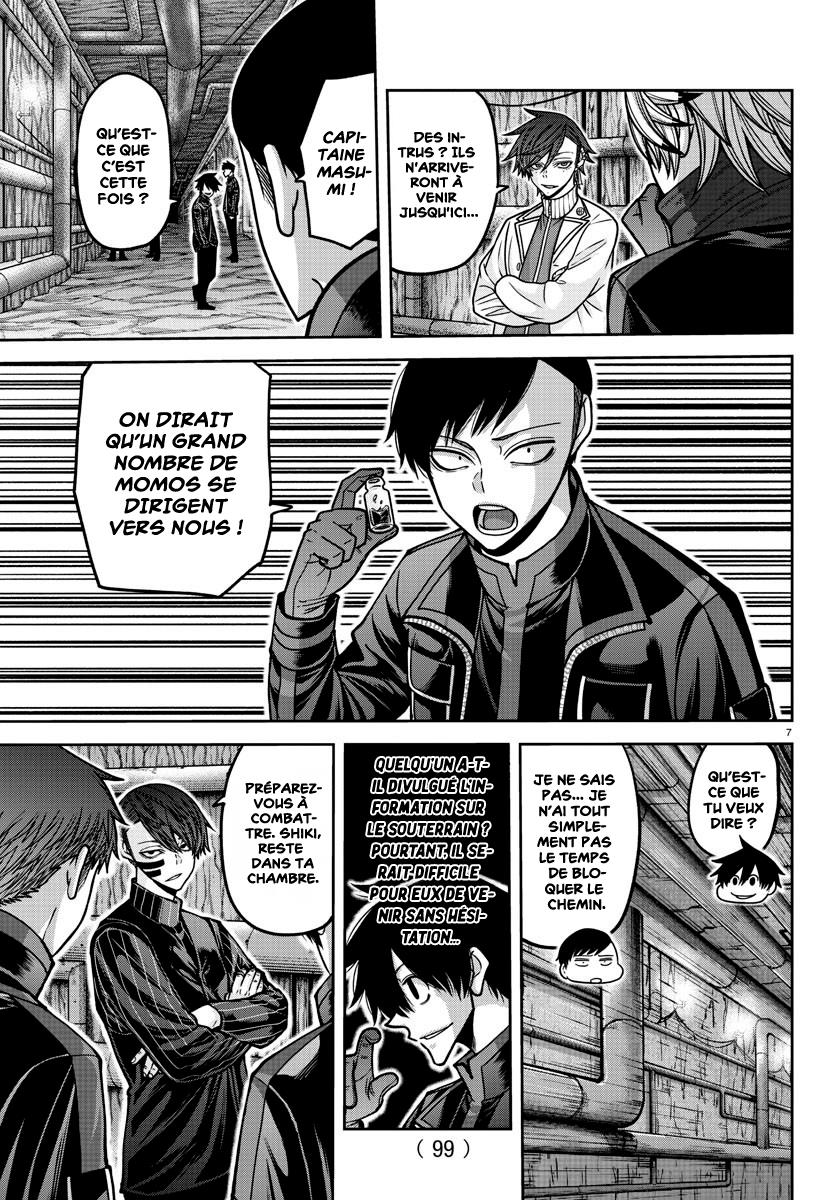 DES IN-
TRUS ? ILS
N'ARRIVE-
RONT À
VENIR
JUSQU'ICI...
CAPI-
TAINE
MASU-
MI !
QU'EST-
CE QUE
C'EST
CETTE
FOIS ?
ON DIRAIT
QU'UN GRAND
NOMBRE DE
MOMOS SE
DIRIGENT
VERS NOUS !
7
QU'EST-
CE QUE
TU VEUX
DIRE ?
JE NE SAIS
PAS... JE
N'AI TOUT
SIMPLE-
MENT PAS
LE TEMPS
DE BLO-
QUER LE
CHEMIN.
QUELQU'UN A-T-
IL DIVULGUÉ L'IN-
FORMATION SUR
LE SOUTERRAIN ?
POURTANT, IL SE-
RAIT DIFFICILE
POUR EUX DE VE-
NIR SANS HÉSI-
TATION...
PRÉPAREZ-
VOUS À
COMBAT-
TRE. SHIKI,
RESTE
DANS TA
CHAMBRE.
( 99 )